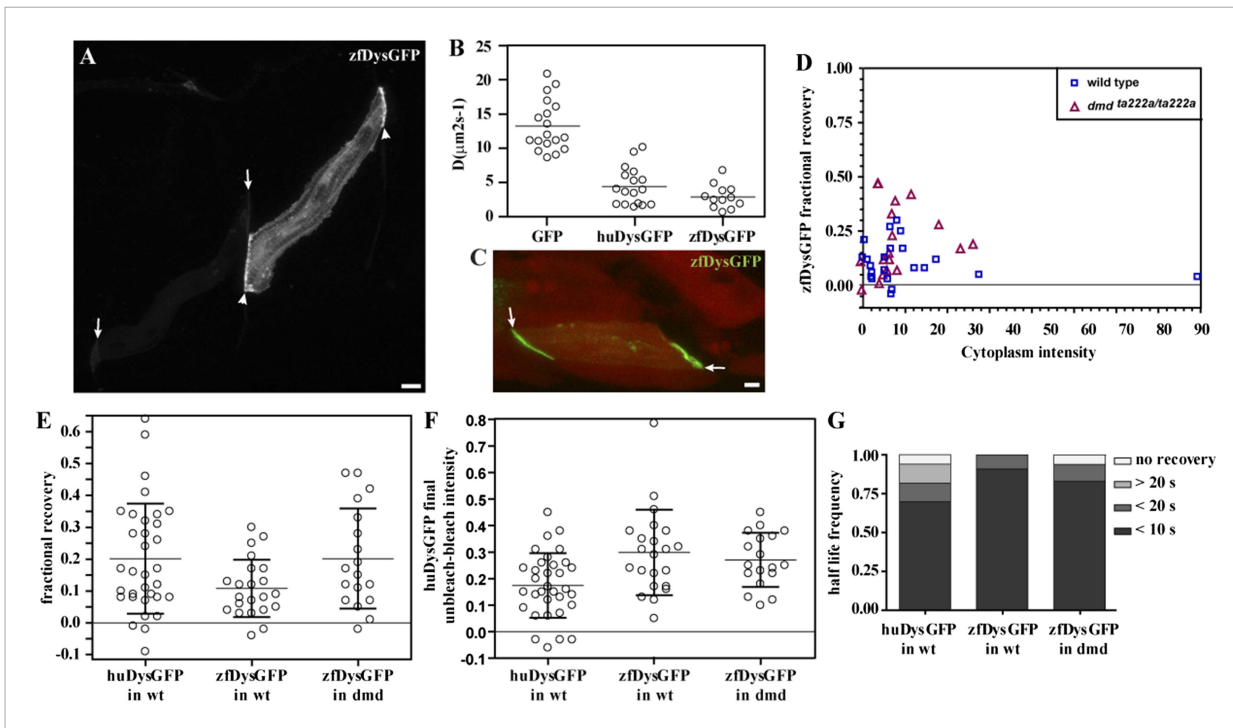 A
zfDysGFP
B
D(μm2s-1)
25
20
15
10
5
0
GFP
huDysGFP
zfDysGFP
C
zfDysGFP
D
zfDysGFP fractional recovery
1.00
0.75
0.50
0.25
0.00
wild type
dmd ta222a/ta222a
0
10
20
30
40
50
60
70
80
90
Cytoplasm intensity
E
fractional recovery
0.6
0.5
0.4
0.3
0.2
0.1
0.0
-0.1
huDysGFP
in wt
zfDysGFP
in wt
zfDysGFP
in dmd
F
huDysGFP final
unbleach-bleach intensity
0.8
0.7
0.6
0.5
0.4
0.3
0.2
0.1
0.0
-0.1
huDysGFP
in wt
zfDysGFP
in wt
zfDysGFP
in dmd
G
half life frequency
1.00
0.75
0.50
0.25
0.00
no recovery
> 20 s
< 20 s
< 10 s
huDysGFP
in wt
zfDysGFP
in wt
zfDysGFP
in dmd